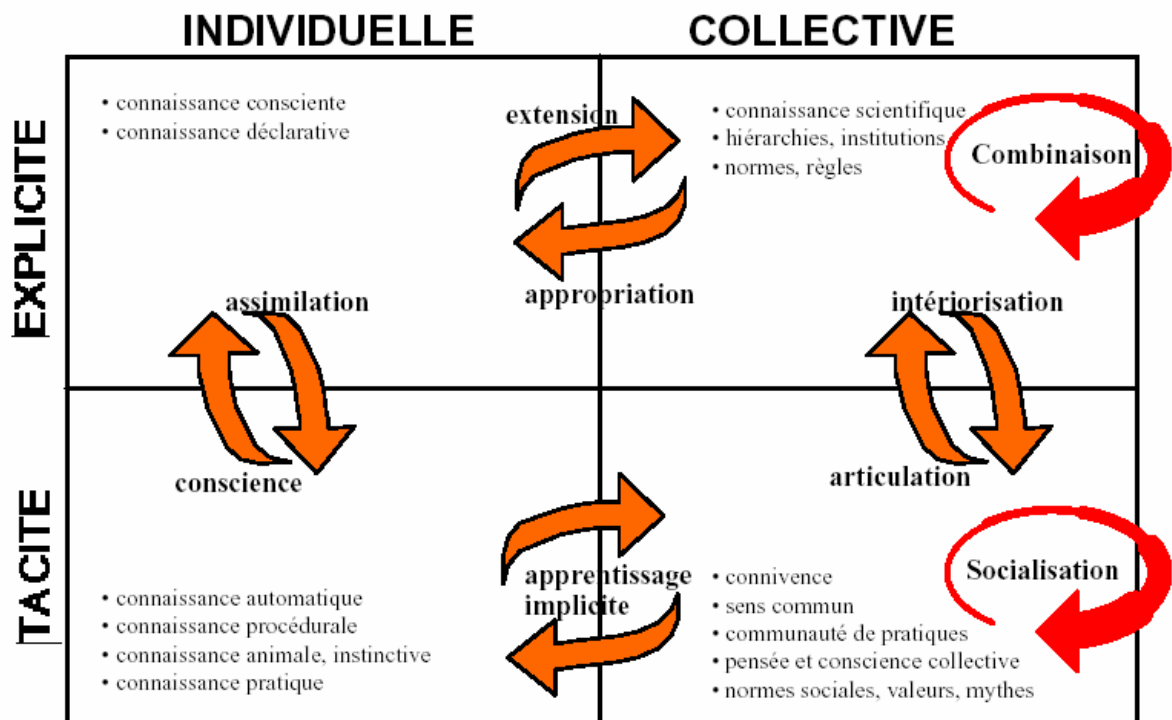 INDIVIDUELLE
COLLECTIVE
EXPLICITE
• connaissance consciente
• connaissance déclarative
extension
appropriation
• connaissance scientifique
• hiérarchies, institutions
• normes, règles
Combinaison
assimilation
conscience
intériorisation
articulation
TACITE
• connaissance automatique
• connaissance procédurale
• connaissance animale, instinctive
• connaissance pratique
apprentissage
implicite
• connivence
• sens commun
• communauté de pratiques
• pensée et conscience collective
• normes sociales, valeurs, mythes
Socialisation